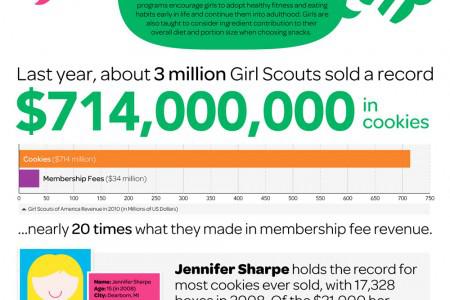 programs encourage girls to adopt healthy fitness and eating
habits early in life and continue them into adulthood. Girls are
also taught to consider ingredient contribution to their
overall diet and portion size when choosing snacks.
Last year, about 3 million Girl Scouts sold a record
$714,000,000 in cookies
Cookies ($714 million)
Membership Fees ($34 million)
0 50 100 150 200 250 300 350 400 450 500 550 600 650 700 750
Girl Scouts of America Revenue in 2010 (in Millions of US Dollars)
...nearly 20 times what they made in membership fee revenue.
Name: Jennifer Sharpe
Age: 15 (in 2008)
City: Dearborn, MI
Jennifer Sharpe holds the record for
most cookies ever sold, with 17,328
boxes in 2008. Of the $21,000 her